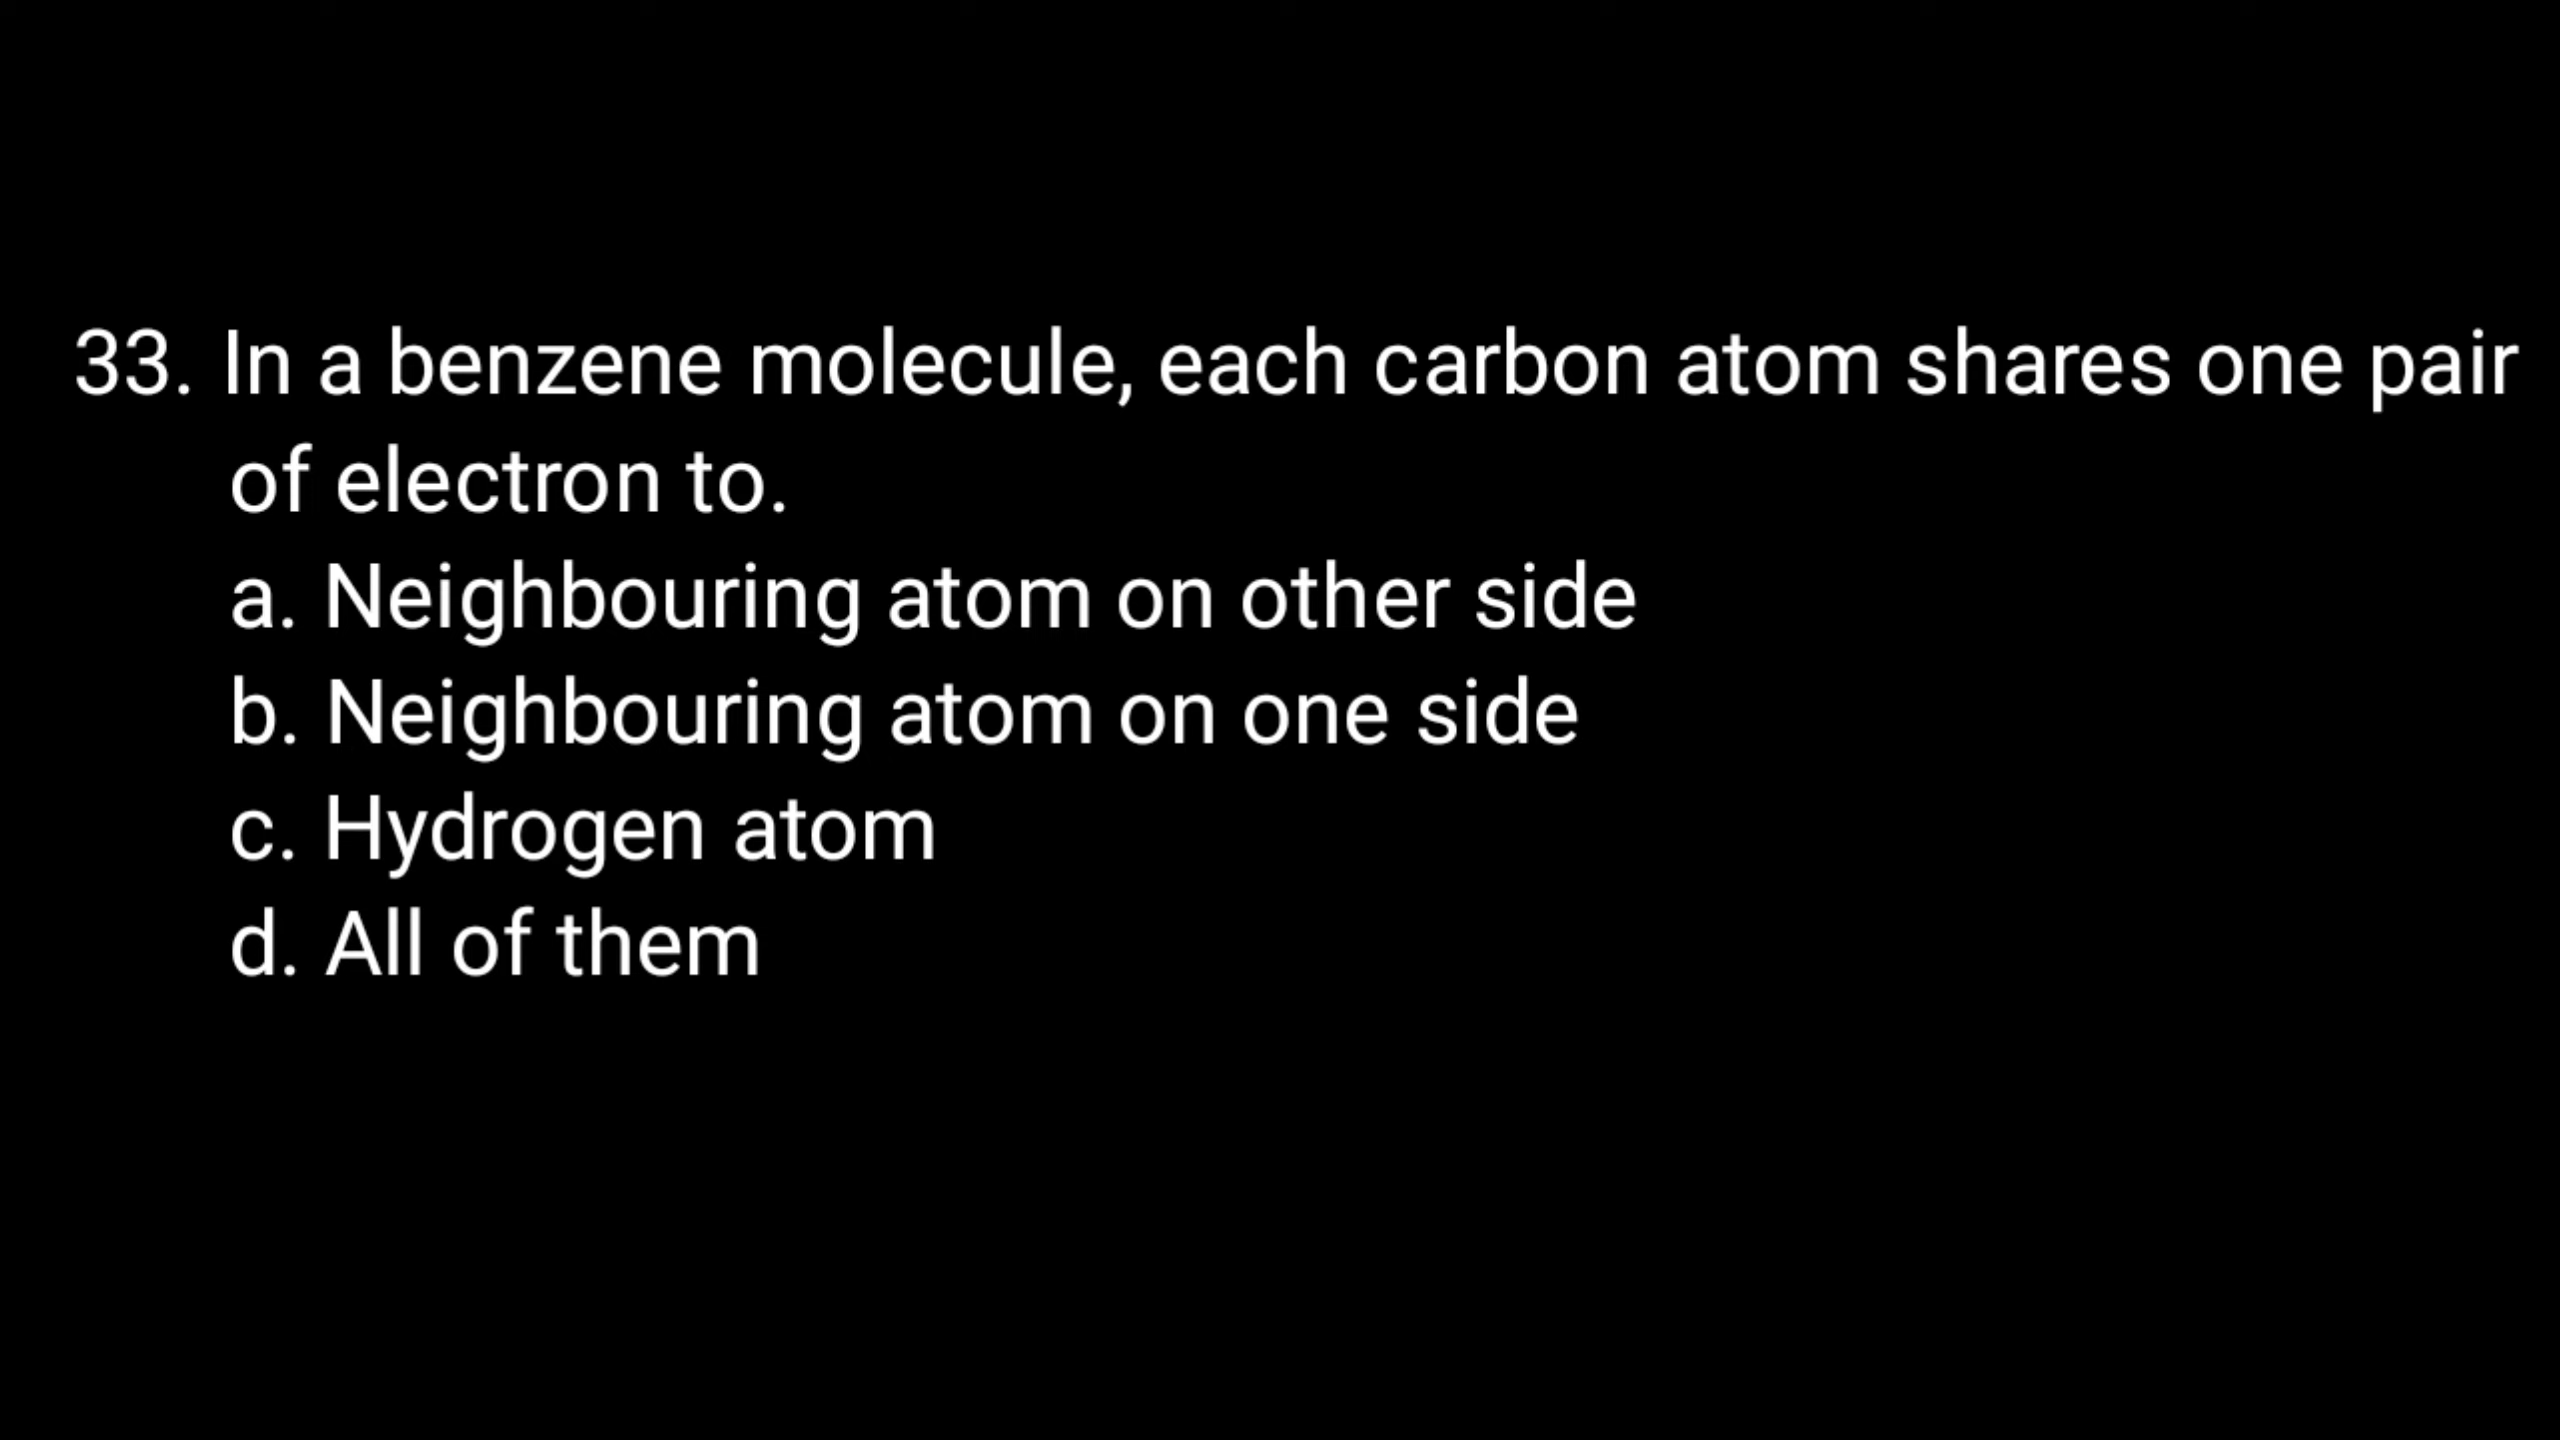 33. In a benzene molecule, each carbon atom shares one pair
of electron to.
a. Neighbouring atom on other side
b. Neighbouring atom on one side
c. Hydrogen atom
d. All of them